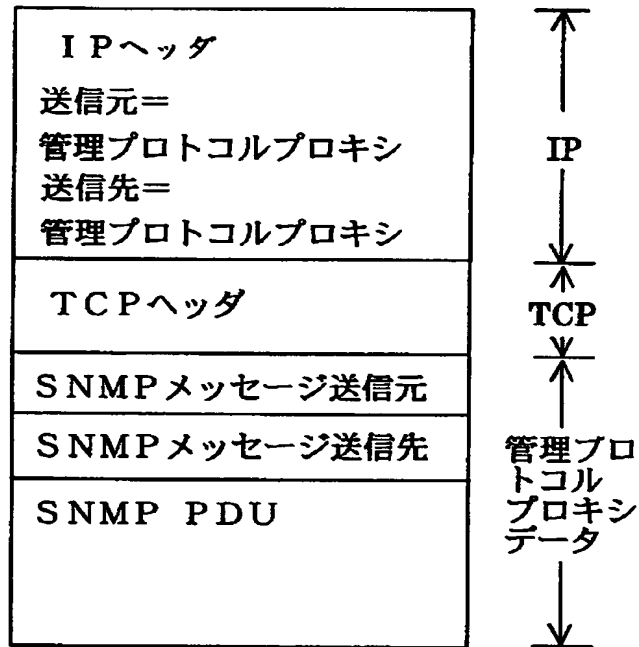 IPヘッダ
送信元＝
管理プロトコルプロキシ
送信先＝
管理プロトコルプロキシ
IP
TCPヘッダ
TCP
SNMPメッセージ送信元
SNMPメッセージ送信先
SNMP PDU
管理プロ
トコル
プロキシ
データ